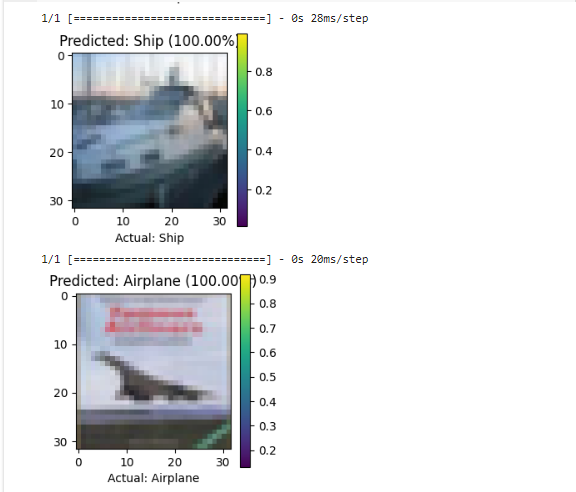 1/1 [==============================] - 0s 28ms/step
Predicted: Ship (100.00%)
0
10
20
30
0 10 20 30
Actual: Ship
0.8
0.6
0.4
0.2
1/1 [==============================] - 0s 20ms/step
Predicted: Airplane (100.00%)
0
10
20
30
0 10 20 30
Actual: Airplane
0.9
0.8
0.7
0.6
0.5
0.4
0.3
0.2